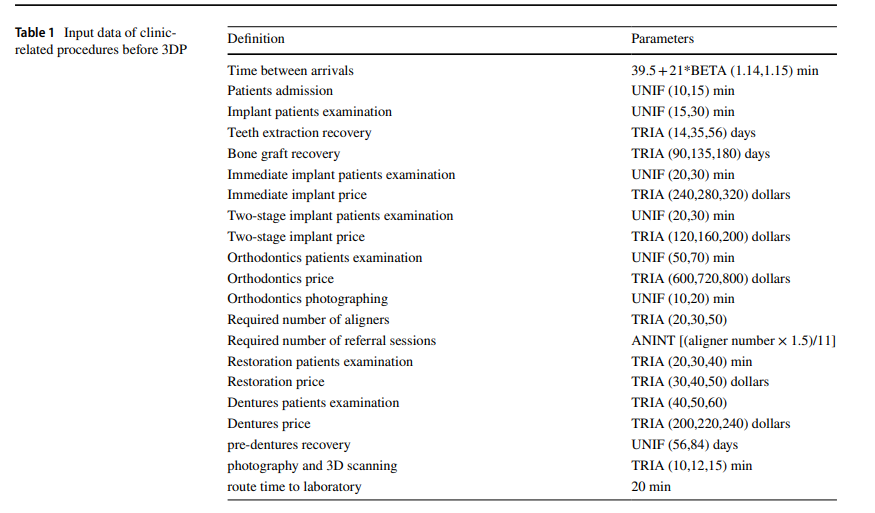 Table 1 Input data of clinic-
related procedures before 3DP
Definition Parameters
Time between arrivals 39.5 + 21*BETA (1.14,1.15) min
Patients admission UNIF (10,15) min
Implant patients examination UNIF (15,30) min
Teeth extraction recovery TRIA (14,35,56) days
Bone graft recovery TRIA (90,135,180) days
Immediate implant patients examination UNIF (20,30) min
Immediate implant price TRIA (240,280,320) dollars
Two-stage implant patients examination UNIF (20,30) min
Two-stage implant price TRIA (120,160,200) dollars
Orthodontics patients examination UNIF (50,70) min
Orthodontics price TRIA (600,720,800) dollars
Orthodontics photographing UNIF (10,20) min
Required number of aligners TRIA (20,30,50)
Required number of referral sessions ANINT [(aligner number × 1.5)/11]
Restoration patients examination TRIA (20,30,40) min
Restoration price TRIA (30,40,50) dollars
Dentures patients examination TRIA (40,50,60)
Dentures price TRIA (200,220,240) dollars
pre-dentures recovery UNIF (56,84) days
photography and 3D scanning TRIA (10,12,15) min
route time to laboratory 20 min